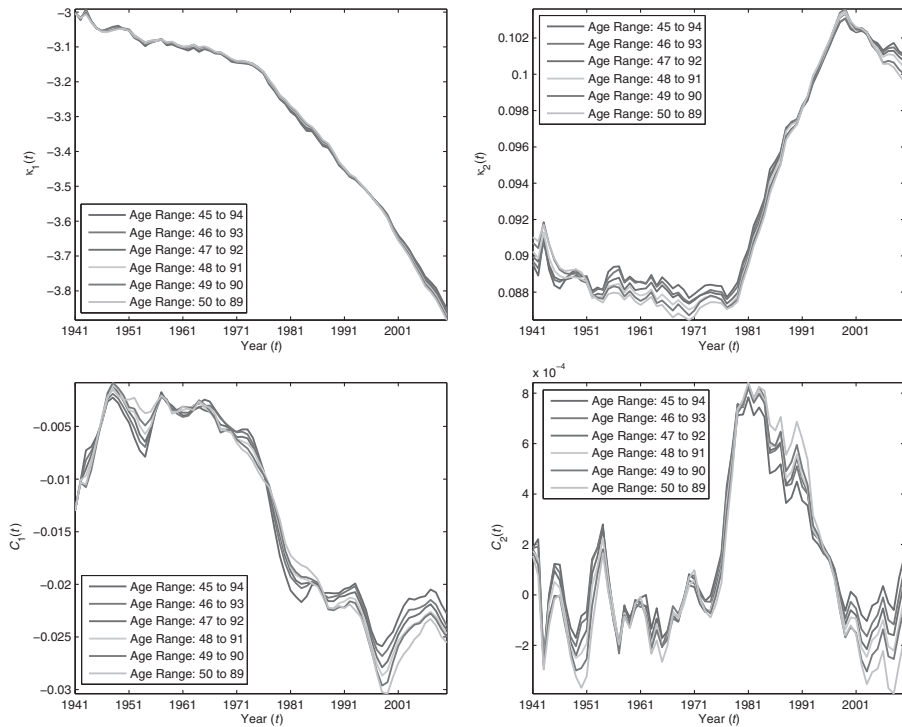 −3
−3.1
−3.2
−3.3
−3.4
−3.5
−3.6
−3.7
−3.8
κ1(t)
Age Range: 45 to 94
Age Range: 46 to 93
Age Range: 47 to 92
Age Range: 48 to 91
Age Range: 49 to 90
Age Range: 50 to 89
1941 1951 1961 1971 1981 1991 2001
Year (t)
0.102
0.1
0.098
0.096
0.094
0.092
0.09
0.088
κ2(t)
Age Range: 45 to 94
Age Range: 46 to 93
Age Range: 47 to 92
Age Range: 48 to 91
Age Range: 49 to 90
Age Range: 50 to 89
1941 1951 1961 1971 1981 1991 2001
Year (t)
−0.005
−0.01
−0.015
−0.02
−0.025
−0.03
C1(t)
Age Range: 45 to 94
Age Range: 46 to 93
Age Range: 47 to 92
Age Range: 48 to 91
Age Range: 49 to 90
Age Range: 50 to 89
1941 1951 1961 1971 1981 1991 2001
Year (t)
x 10−4
8
6
4
2
0
−2
C2(t)
Age Range: 45 to 94
Age Range: 46 to 93
Age Range: 47 to 92
Age Range: 48 to 91
Age Range: 49 to 90
Age Range: 50 to 89
1941 1951 1961 1971 1981 1991 2001
Year (t)